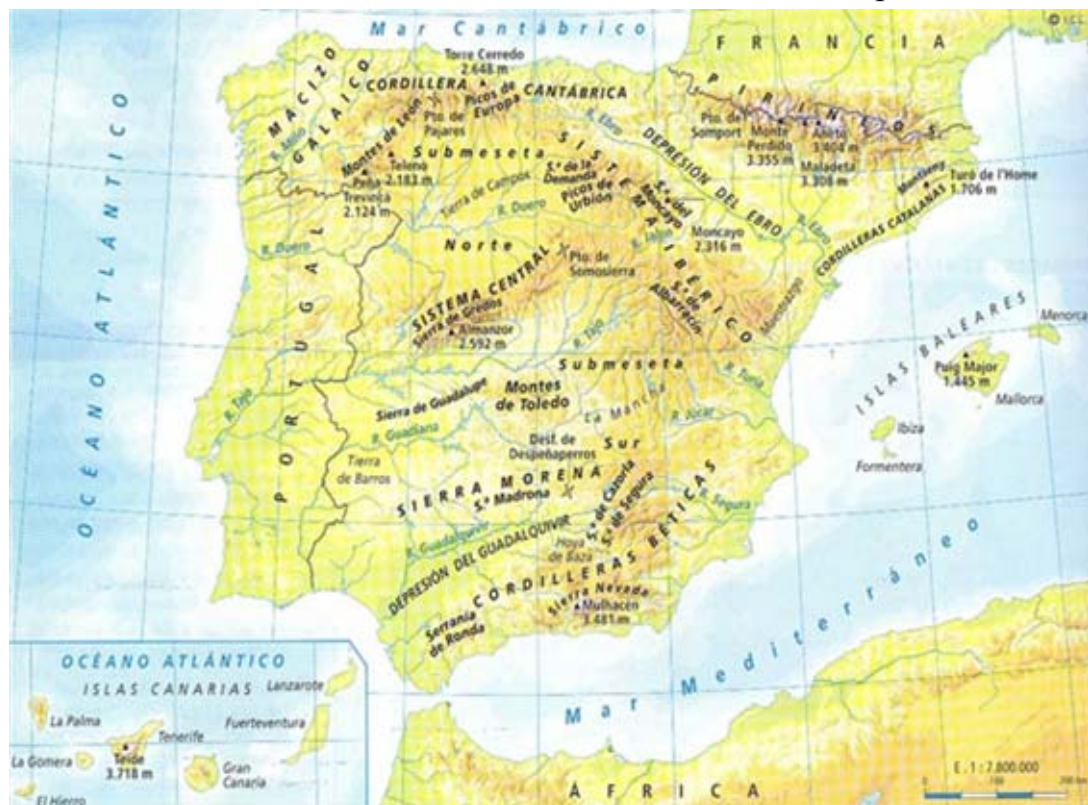 © I.C.L.
Mar Cantábrico
FRANCIA
Torre Cerredo
2.648 m
MACIZO
GALAICO
CORDILLERA CANTÁBRICA
Picos de
Europa
Pto. de
Pajares
Montes de León
R. Miño
Teleno
2.183 m
Peña
Trevinca
2.124 m
PIRINEOS
Pto. de
Somport
Monte
Perdido
3.355 m
Aneto
3.404 m
Maladeta
3.308 m
R. Ebro
DEPRESIÓN DEL EBRO
R. Ebro
Montseny
Turó de l'Home
1.706 m
CORDILLERAS CATALANAS
Submeseta
Norte
Tierra de Campos
R. Duero
R. Duero
SISTEMA IBÉRICO
S.ª de la
Demanda
Picos de
Urbión
S.ª del
Moncayo
Moncayo
2.316 m
R. Jalón
S.ª de
Albarracín
Maestrazgo
Pto. de
Somosierra
SISTEMA CENTRAL
Sierra de Gredos
Almanzor
2.592 m
OCÉANO ATLÁNTICO
PORTUGAL
R. Tajo
R. Tajo
Submeseta
Sur
Sierra de Guadalupe
Montes
de Toledo
La Mancha
R. Turia
R. Júcar
R. Guadiana
Tierra
de Barros
Desf. de
Despeñaperros
SIERRA MORENA
S.ª Madrona
S.ª de Cazorla
S.ª de Segura
R. Segura
R. Guadalquivir
DEPRESIÓN DEL GUADALQUIVIR
Hoya
de Baza
CORDILLERAS BÉTICAS
Sierra Nevada
Mulhacén
3.481 m
Serranía
de Ronda
ISLAS BALEARES
Menorca
Puig Major
1.445 m
Mallorca
Ibiza
Formentera
Mar Mediterráneo
OCÉANO ATLÁNTICO
ISLAS CANARIAS
Lanzarote
La Palma
Tenerife
Fuerteventura
La Gomera
Teide
3.718 m
Gran
Canaria
El Hierro
ÁFRICA
E. 1:7.800.000
0